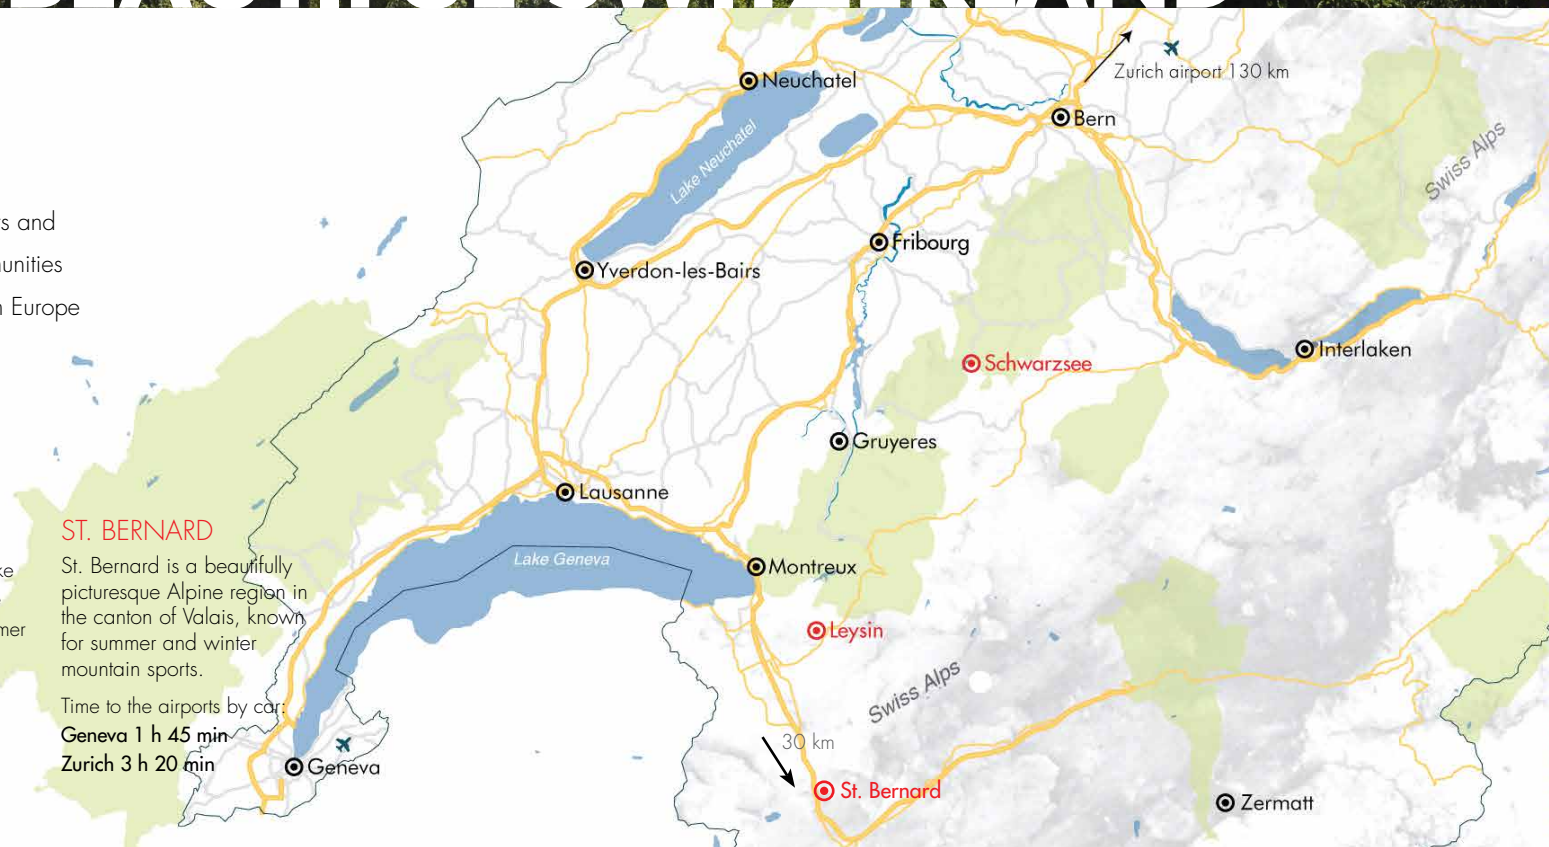 Neuchatel
Zurich airport 130 km
Bern
Lake Neuchatel
Swiss Alps
and
Fribourg
Yverdon-les-Bairs
Europe
Interlaken
Schwarzsee
Gruyeres
Lausanne
ST. BERNARD
St. Bernard is a beautifully
picturesque Alpine region in
the canton of Valais, known
for summer and winter
mountain sports.
Time to the airports by car:
Geneva 1 h 45 min
Zurich 3 h 20 min
Lake Geneva
Montreux
Leysin
Swiss Alps
30 km
Geneva
St. Bernard
Zermatt